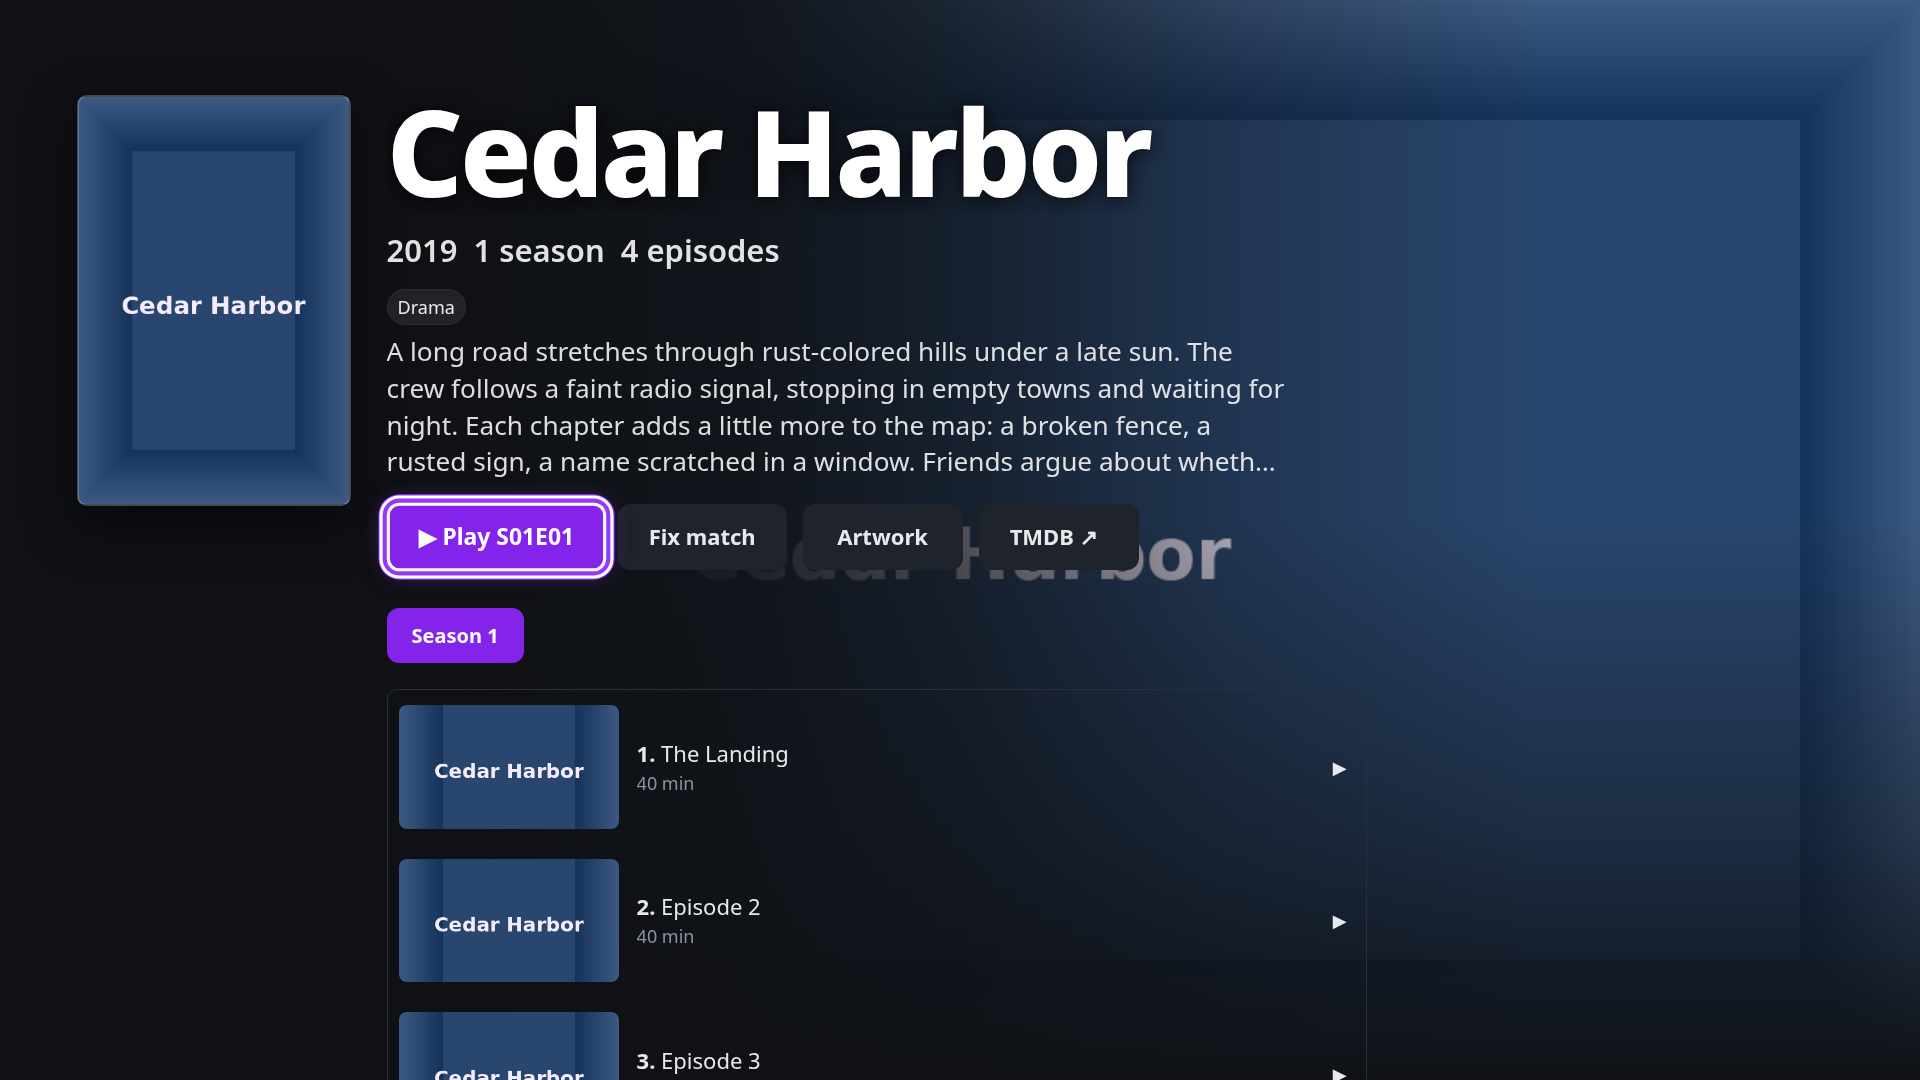 Cedar Harbor
Cedar Harbor
2019 1 season 4 episodes
Drama
A long road stretches through rust-colored hills under a late sun. The
crew follows a faint radio signal, stopping in empty towns and waiting for
night. Each chapter adds a little more to the map: a broken fence, a
rusted sign, a name scratched in a window. Friends argue about wheth...
▶ Play S01E01
Fix match
Artwork
TMDB ↗
Cedar Harbor
Season 1
Cedar Harbor
1. The Landing
40 min
Cedar Harbor
2. Episode 2
40 min
Cedar Harbor
3. Episode 3